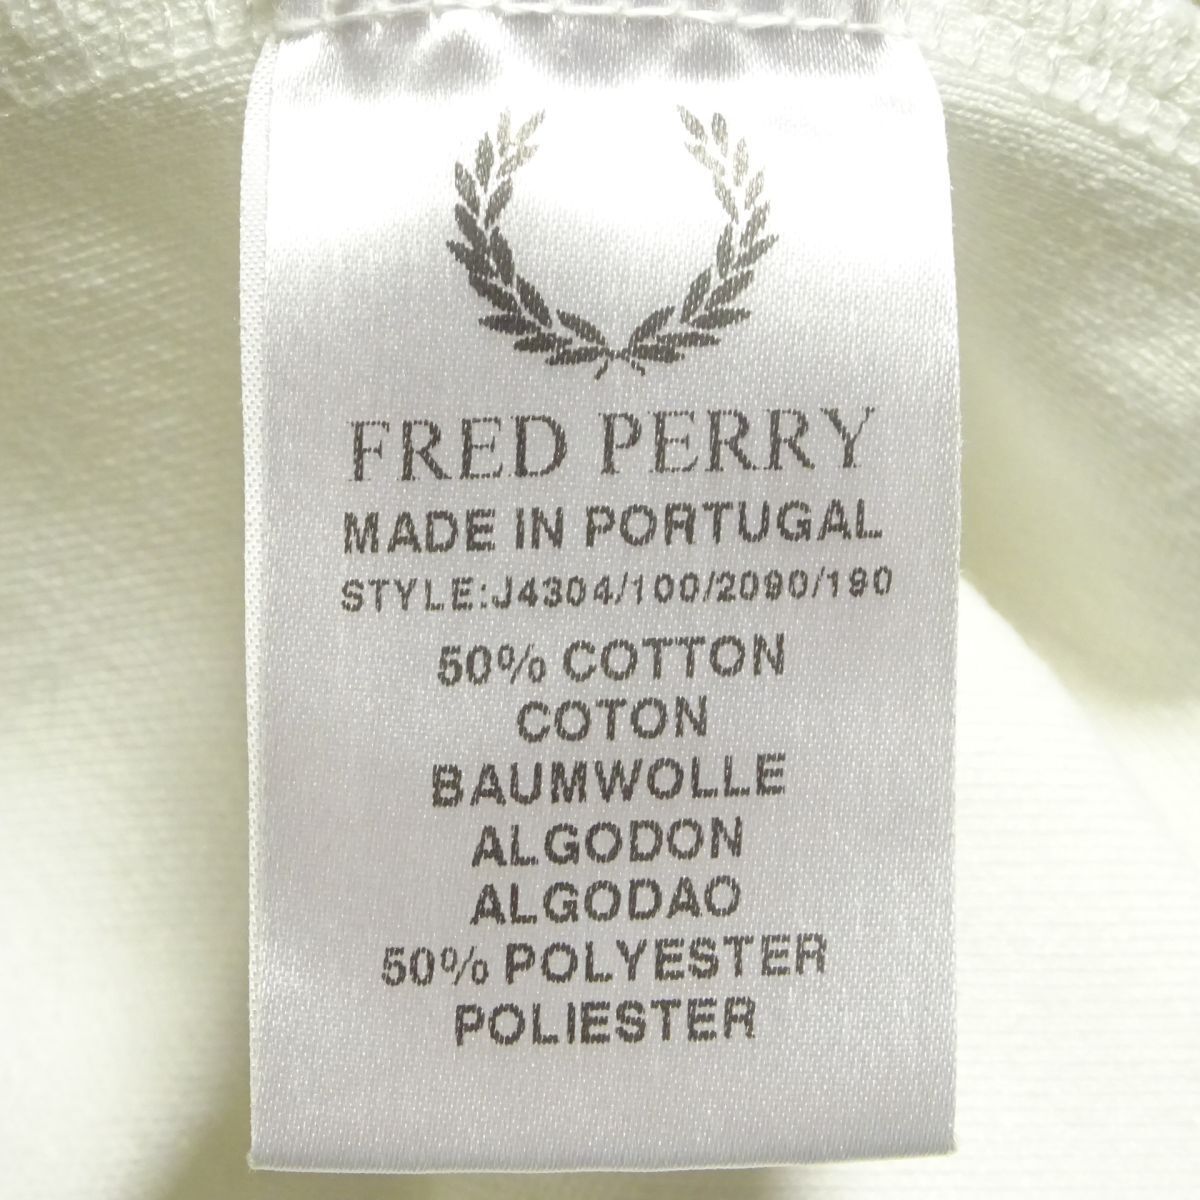 FRED PERRY
MADE IN PORTUGAL
STYLE:J4304/100/2090/190
50% COTTON
COTON
BAUMWOLLE
ALGODON
ALGODAO
50% POLYESTER
POLIESTER